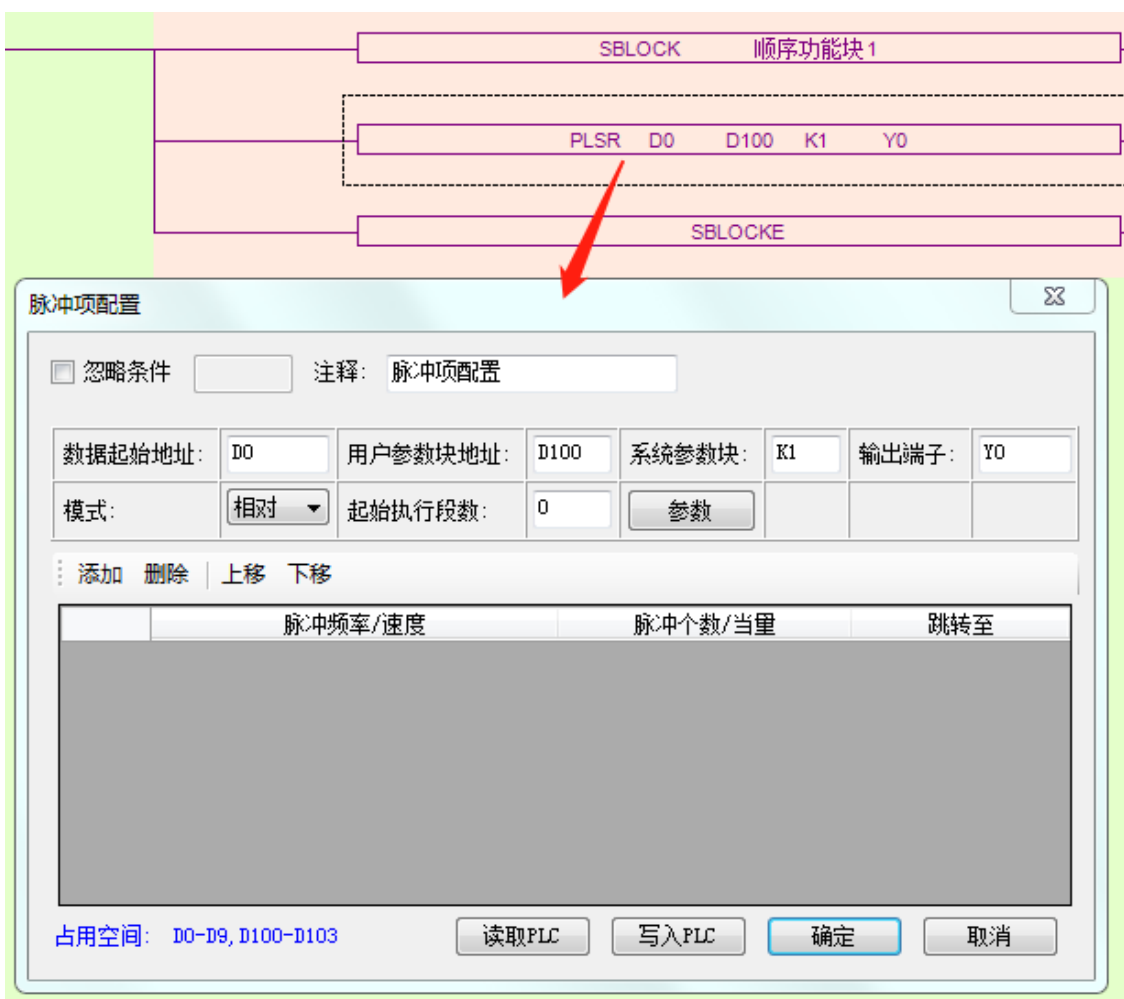 SBLOCK 顺序功能块1
PLSR D0 D100 K1 Y0
SBLOCKE
脉冲项配置
忽略条件 注释: 脉冲项配置
数据起始地址: D0 用户参数块地址: D100 系统参数块: K1 输出端子: Y0
模式: 相对 起始执行段数: 0 参数
添加 删除 上移 下移
脉冲频率/速度 脉冲个数/当量 跳转至
占用空间: D0-D9,D100-D103 读取PLC 写入PLC 确定 取消